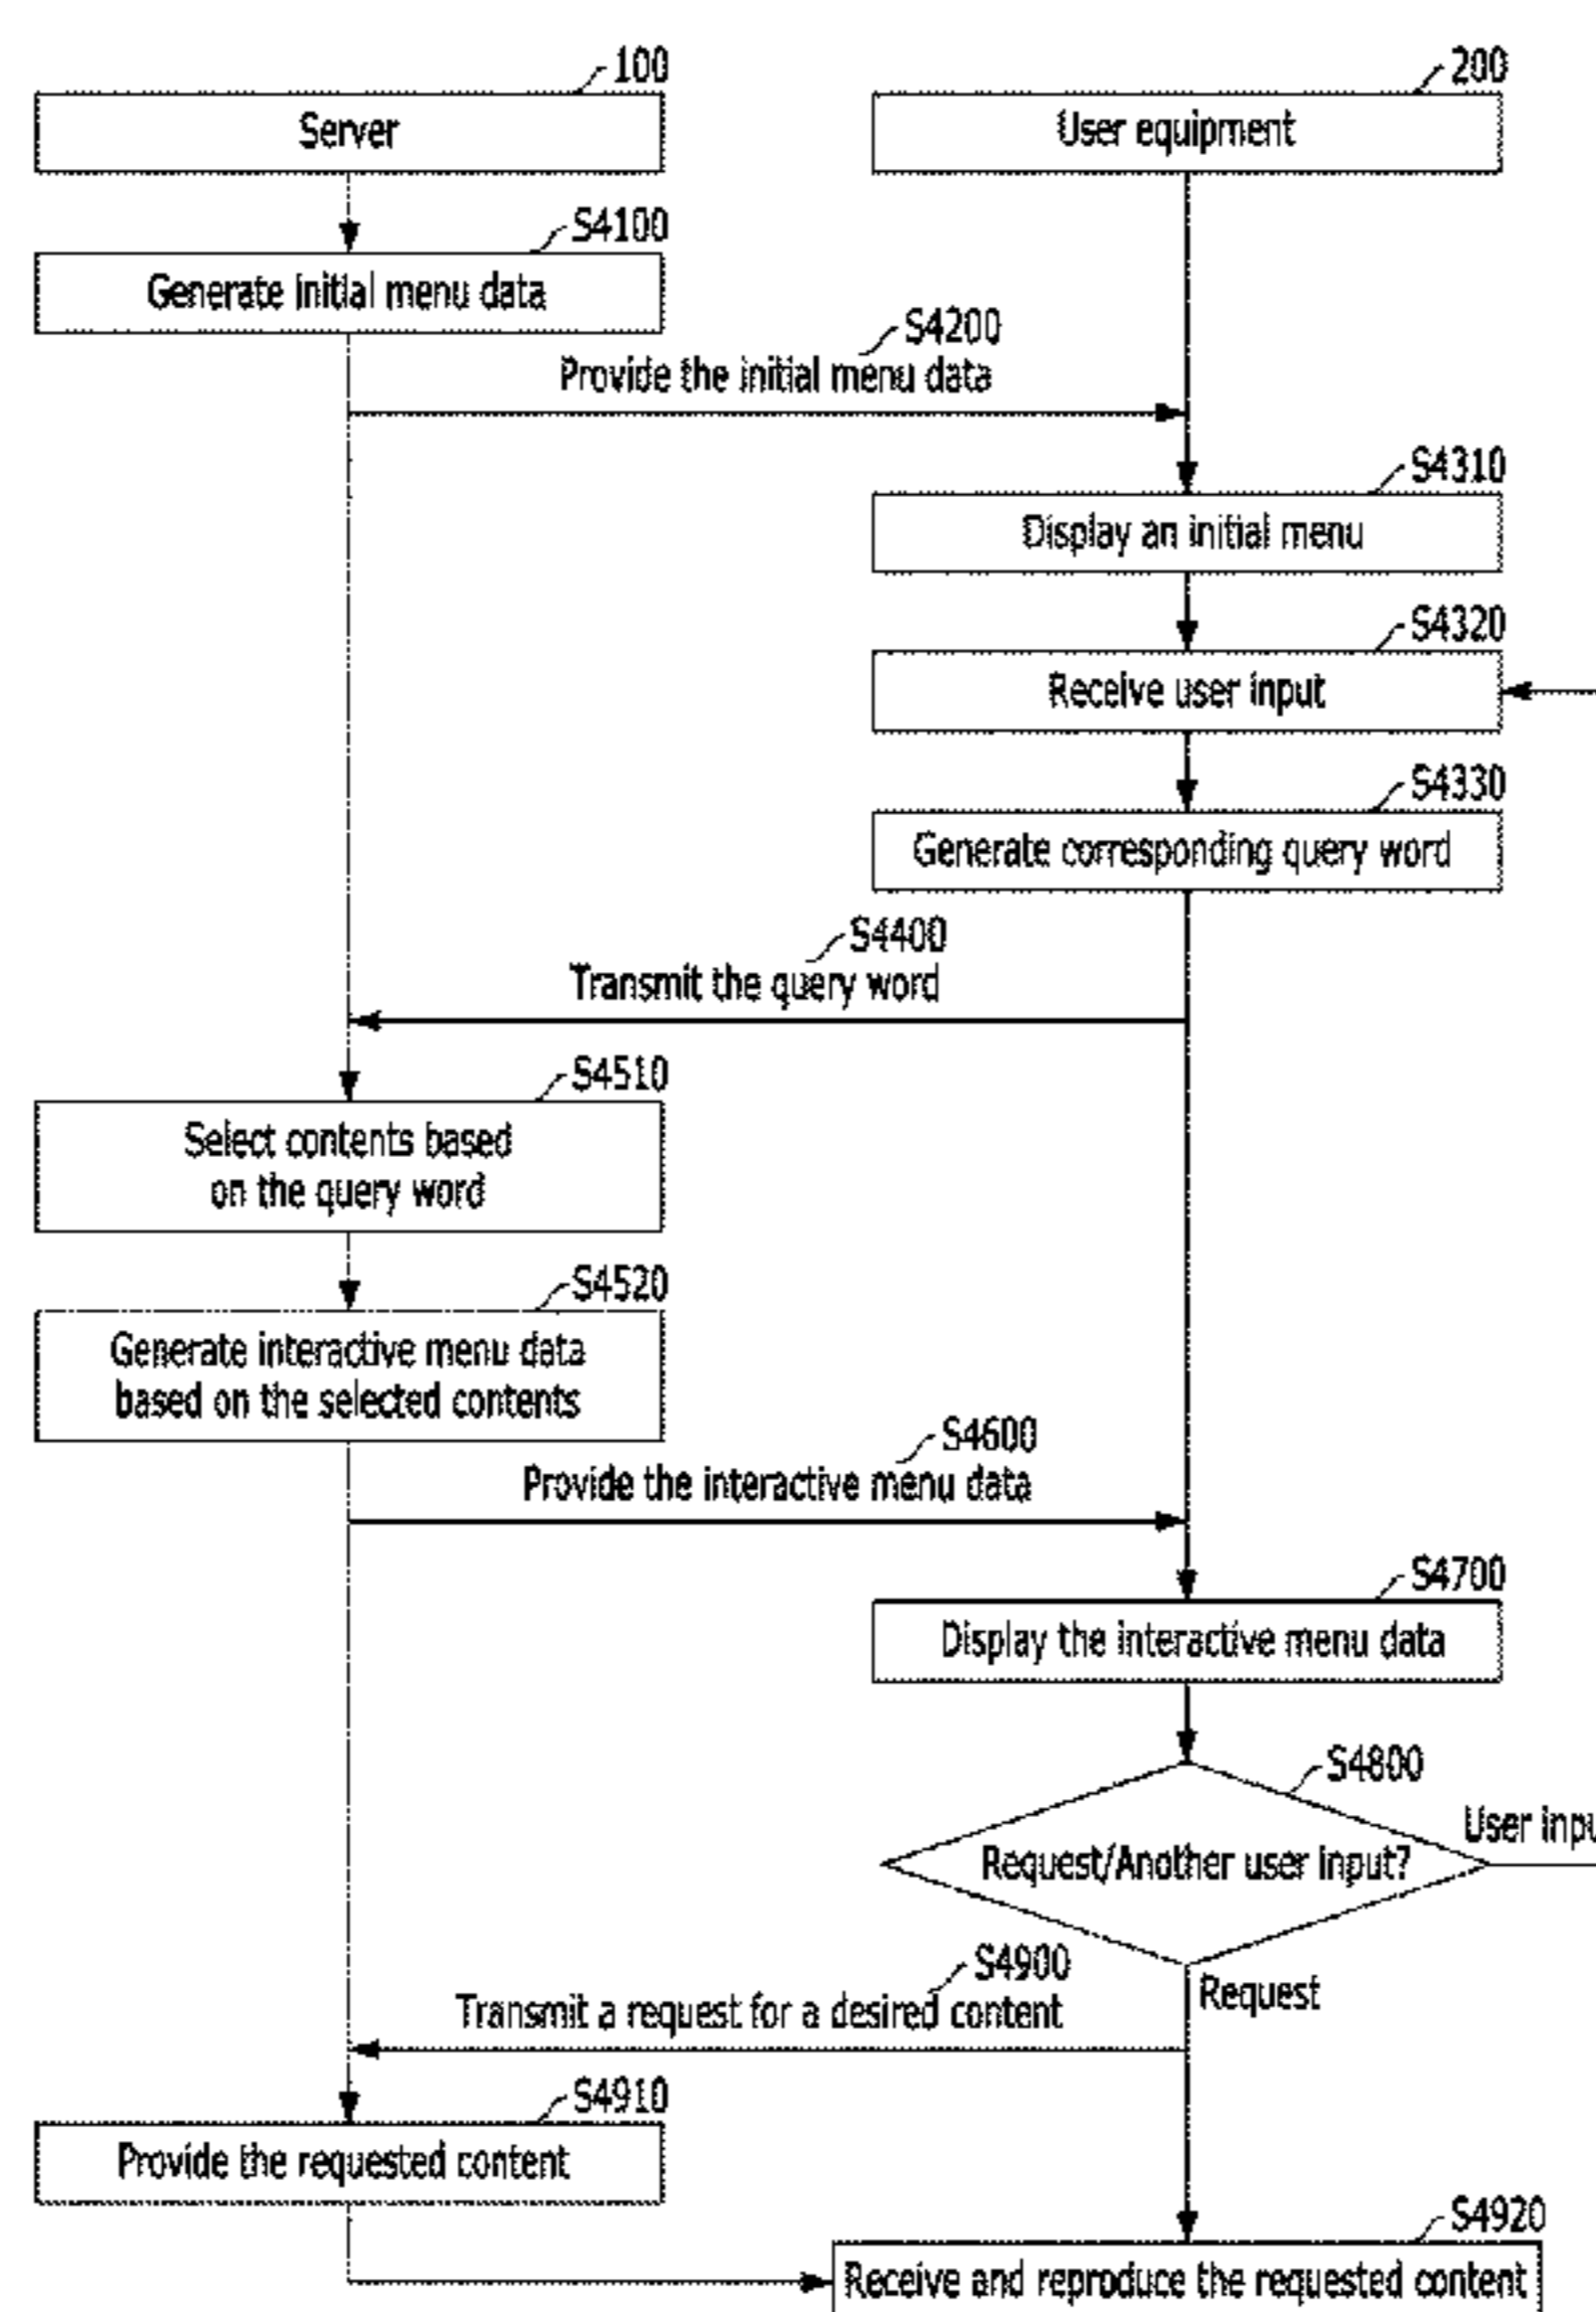 100
200
Server
User equipment
S4100
Generate initial menu data
S4200
Provide the initial menu data
S4310
Display an initial menu
S4320
Receive user input
S4330
Generate corresponding query word
S4400
Transmit the query word
S4510
Select contents based
on the query word
S4520
Generate interactive menu data
based on the selected contents
S4600
Provide the interactive menu data
S4700
Display the interactive menu data
S4800
User inpu
Request/Another user input?
S4900
Request
Transmit a request for a desired content
S4910
Provide the requested content
S4920
Receive and reproduce the requested content